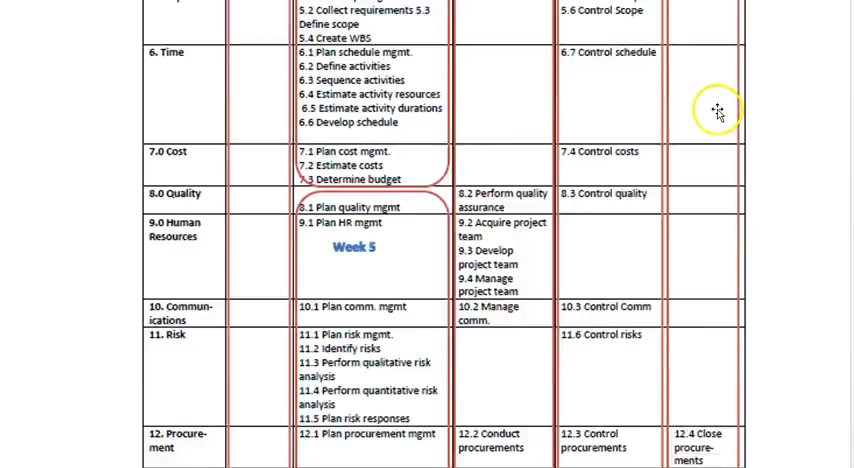 5.2 Collect requirements 5.3
5.6 Control Scope
Define scope
5.4 Create WBS
6. Time
6.1 Plan schedule mgmt.
6.7 Control schedule
6.2 Define activities
6.3 Sequence activities
6.4 Estimate activity resources
6.5 Estimate activity durations
6.6 Develop schedule
7.0 Cost
7.1 Plan cost mgmt.
7.4 Control costs
7.2 Estimate costs
7.3 Determine budget
8.0 Quality
8.1 Plan quality mgmt
8.2 Perform quality
assurance
8.3 Control quality
9.0 Human
Resources
9.1 Plan HR mgmt
Week 5
9.2 Acquire project
team
9.3 Develop
project team
9.4 Manage
project team
10. Commun-
ications
10.1 Plan comm. mgmt
10.2 Manage
comm.
10.3 Control Comm
11. Risk
11.1 Plan risk mgmt.
11.2 Identify risks
11.3 Perform qualitative risk
analysis
11.4 Perform quantitative risk
analysis
11.5 Plan risk responses
11.6 Control risks
12. Procure-
ment
12.1 Plan procurement mgmt
12.2 Conduct
procurements
12.3 Control
procurements
12.4 Close
procure-
ments